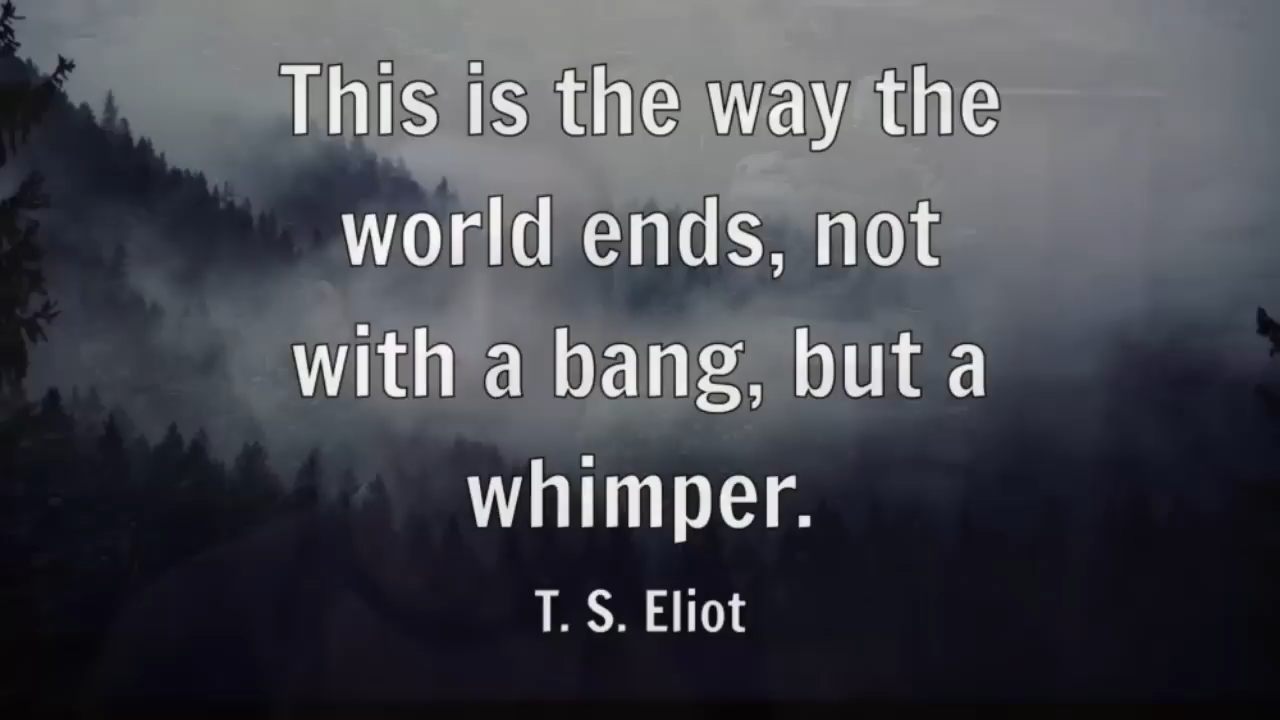 This is the way the
world ends, not
with a bang, but a
whimper.
T. S. Eliot